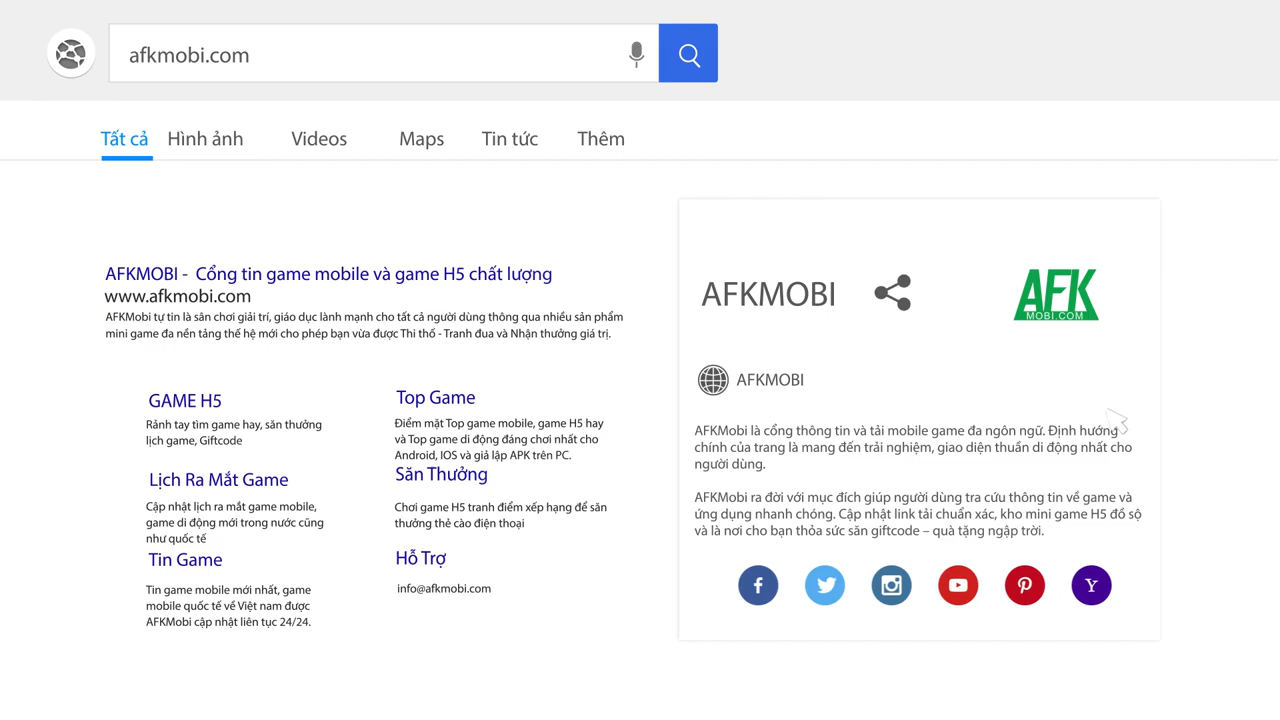 afkmobi.com
Tất cả Hình ảnh Videos Maps Tin tức Thêm
AFKMOBI - Cổng tin game mobile và game H5 chất lượng
www.afkmobi.com
AFKMobi tự tin là sân chơi giải trí, giáo dục lành mạnh cho tất cả người dùng thông qua nhiều sản phẩm
mini game đa nền tảng thế hệ mới cho phép bạn vừa được Thi thố - Tranh đua và Nhận thưởng giá trị.
GAME H5
Rảnh tay tìm game hay, săn thưởng
lịch game, Giftcode
Lịch Ra Mắt Game
Cập nhật lịch ra mắt game mobile,
game di động mới trong nước cũng
như quốc tế
Tin Game
Tin game mobile mới nhất, game
mobile quốc tế về Việt nam được
AFKMobi cập nhật liên tục 24/24.
Top Game
Điểm mặt Top game mobile, game H5 hay
và Top game di động đáng chơi nhất cho
Android, IOS và giả lập APK trên PC.
Săn Thưởng
Chơi game H5 tranh điểm xếp hạng để săn
thưởng thẻ cào điện thoại
Hỗ Trợ
info@afkmobi.com
AFKMOBI
AFK
MOBI.COM
AFKMOBI
AFKMobi là cổng thông tin và tải mobile game đa ngôn ngữ. Định hướng
chính của trang là mang đến trải nghiệm, giao diện thuần di động nhất cho
người dùng.
AFKMobi ra đời với mục đích giúp người dùng tra cứu thông tin về game và
ứng dụng nhanh chóng. Cập nhật link tải chuẩn xác, kho mini game H5 đồ sộ
và là nơi cho bạn thỏa sức săn giftcode – quà tặng ngập trời.